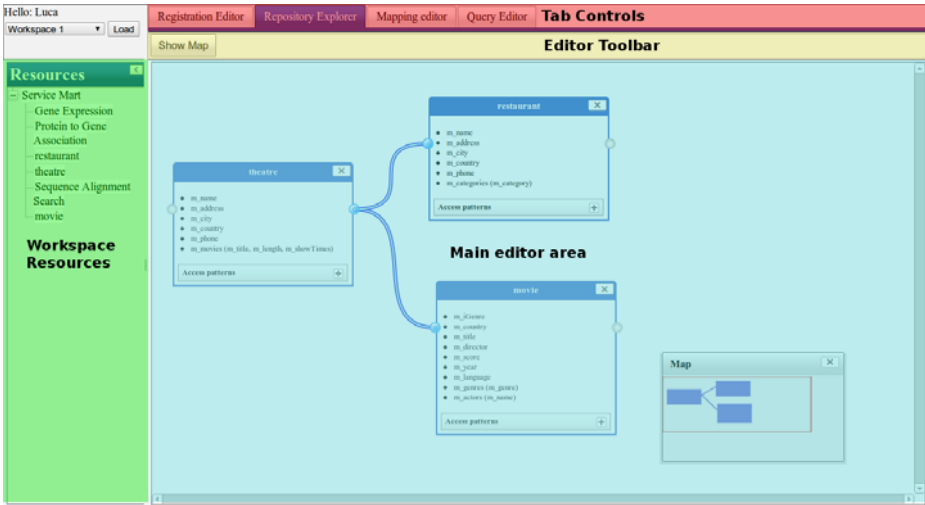 Hello: Luca
Workspace 1
Load
Registration Editor
Repository Explorer
Mapping editor
Query Editor
Tab Controls
Show Map
Editor Toolbar
Resources
Service Mart
Gene Expression
Protein to Gene
Association
restaurant
theatre
Sequence Alignment
Search
movie
Workspace
Resources
theatre
m_name
m_address
m_city
m_country
m_phone
m_movies (m_title, m_length, m_showTimes)
Access patterns
restaurant
m_name
m_address
m_city
m_country
m_phone
m_categories (m_category)
Access patterns
Main editor area
movie
m_country
m_title
m_director
m_score
m_year
m_language
m_genres (m_genre)
m_actors (m_name)
Access patterns
Map